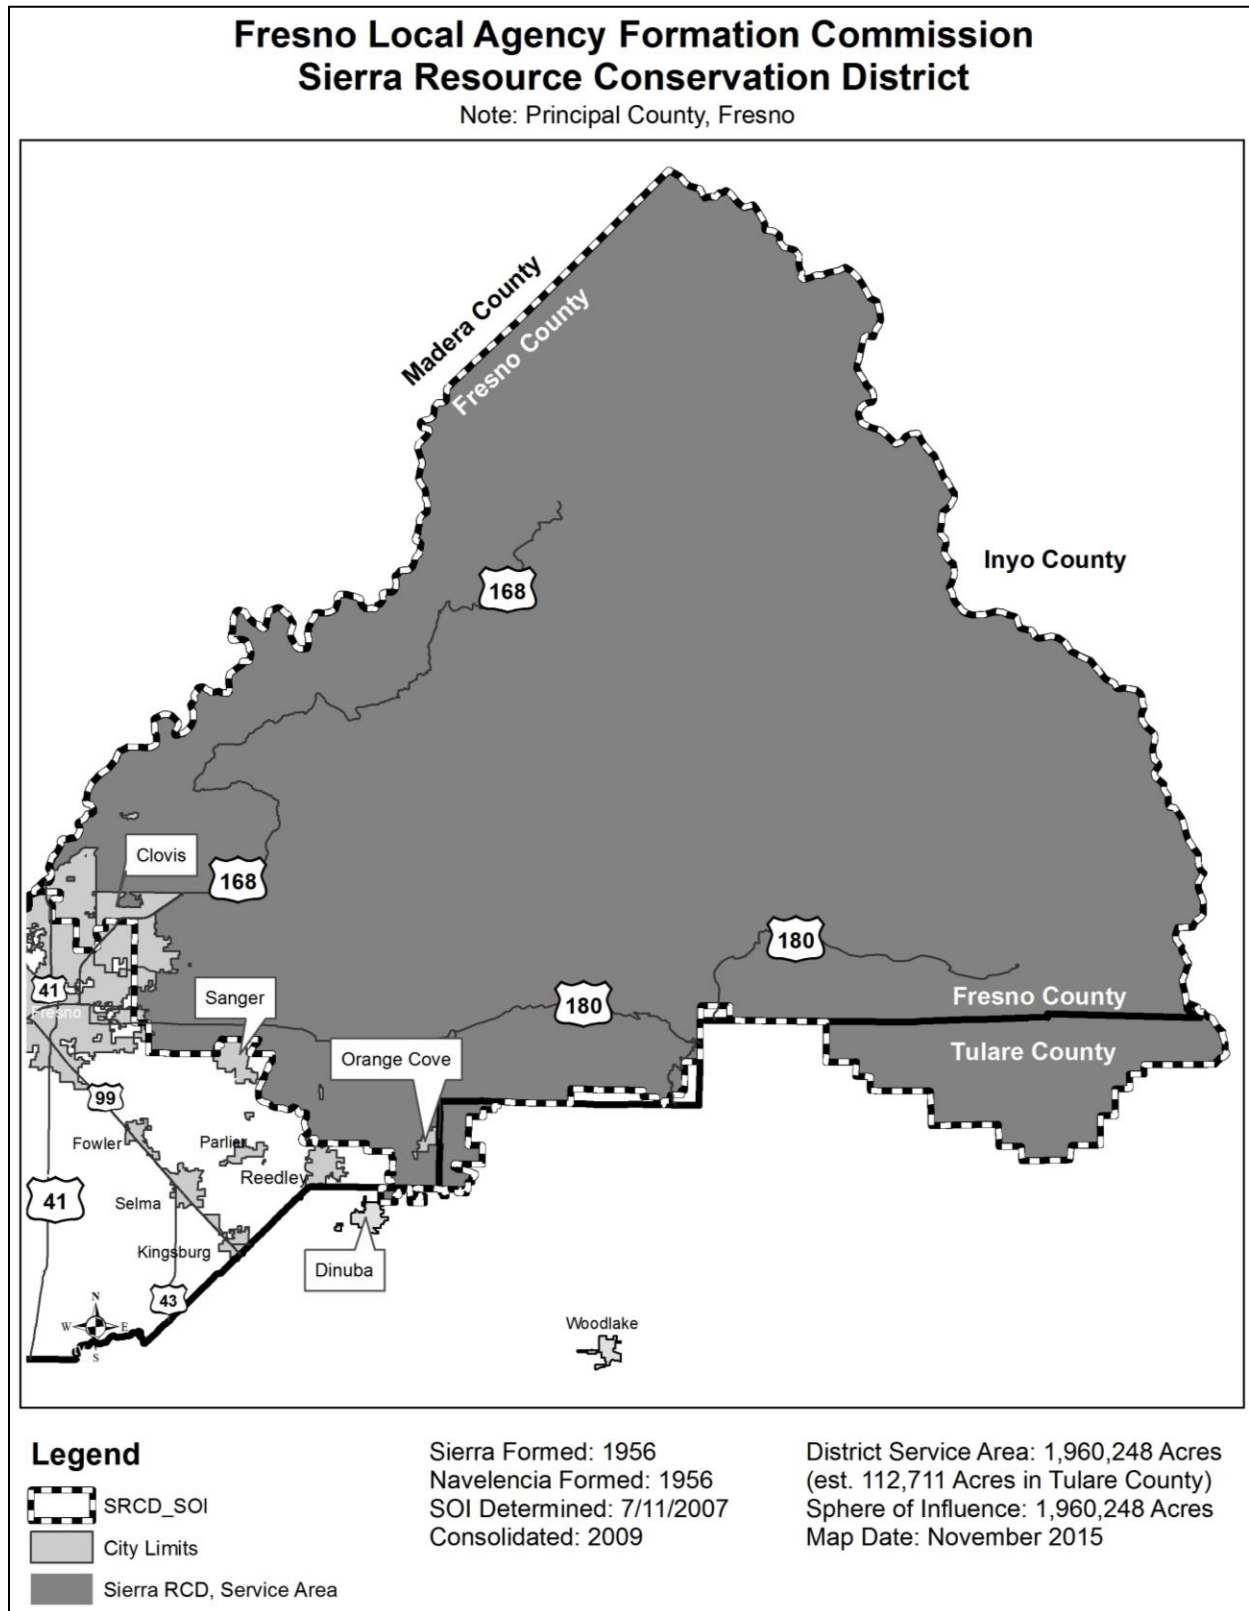 Fresno Local Agency Formation Commission
Sierra Resource Conservation District
Note: Principal County, Fresno
Madera County
Fresno County
Inyo County
168
Clovis
168
180
180
41
Fresno
Sanger
Fresno County
Tulare County
Orange Cove
99
Fowler
Parlier
Reedley
41
Selma
Kingsburg
Dinuba
43
N
W
E
S
Woodlake
Legend
SRCD_SOI
City Limits
Sierra RCD, Service Area
Sierra Formed: 1956
Navelencia Formed: 1956
SOI Determined: 7/11/2007
Consolidated: 2009
District Service Area: 1,960,248 Acres
(est. 112,711 Acres in Tulare County)
Sphere of Influence: 1,960,248 Acres
Map Date: November 2015